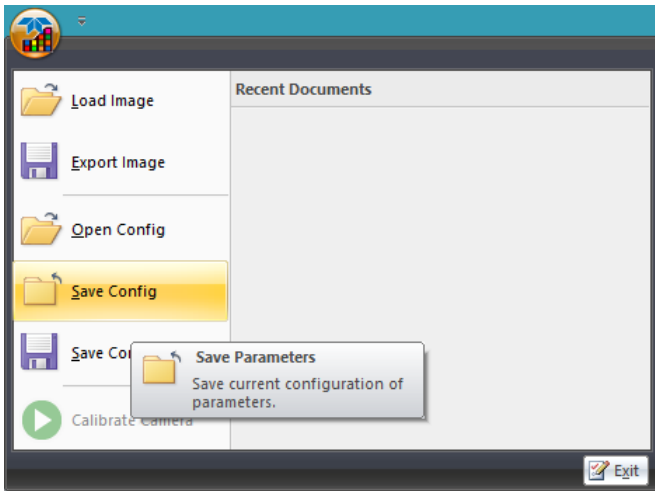 Recent Documents
Load Image
Export Image
Open Config
Save Config
Save
Save Parameters
Save current configuration of
parameters.
Calibrate Camera
Exit